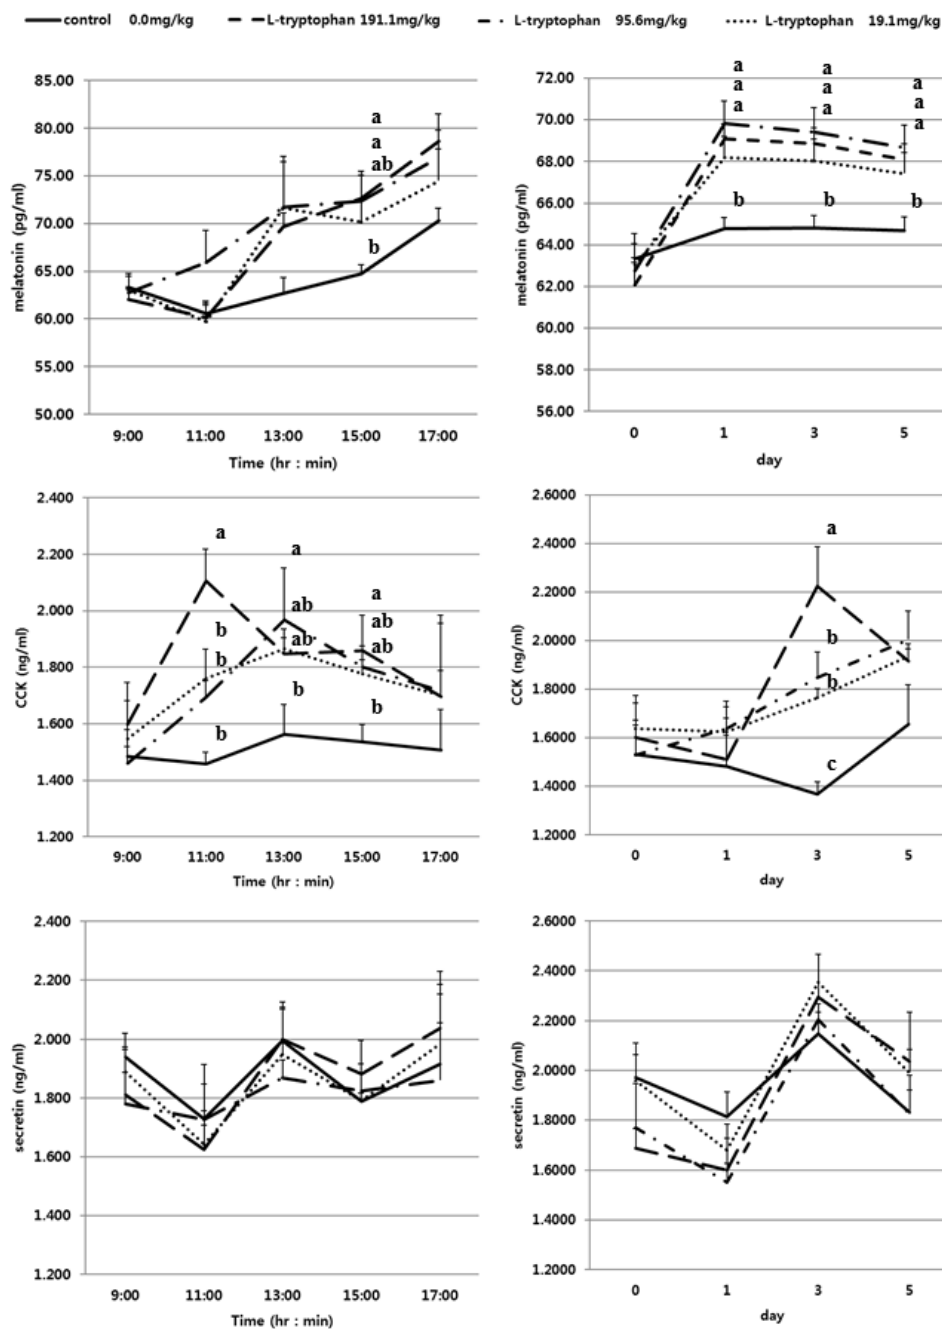 control 0.0mg/kg L-tryptophan 191.1mg/kg L-tryptophan 95.6mg/kg L-tryptophan 19.1mg/kg
melatonin (pg/ml)
85.00
80.00
75.00
70.00
65.00
60.00
55.00
50.00
a
a
ab
b
9:00 11:00 13:00 15:00 17:00
Time (hr : min)
melatonin (pg/ml)
72.00
70.00
68.00
66.00
64.00
62.00
60.00
58.00
56.00
a a a
a a a
a a a
b b b
0 1 3 5
day
CCK (ng/ml)
2.400
2.200
2.000
1.800
1.600
1.400
1.200
a a
ab a
b ab ab
b ab
b b b
9:00 11:00 13:00 15:00 17:00
Time (hr : min)
CCK (ng/ml)
2.6000
2.4000
2.2000
2.0000
1.8000
1.6000
1.4000
1.2000
a
b
b
c
0 1 3 5
day
secretin (ng/ml)
2.400
2.200
2.000
1.800
1.600
1.400
1.200
9:00 11:00 13:00 15:00 17:00
Time (hr : min)
secretin (ng/ml)
2.6000
2.4000
2.2000
2.0000
1.8000
1.6000
1.4000
1.2000
0 1 3 5
day